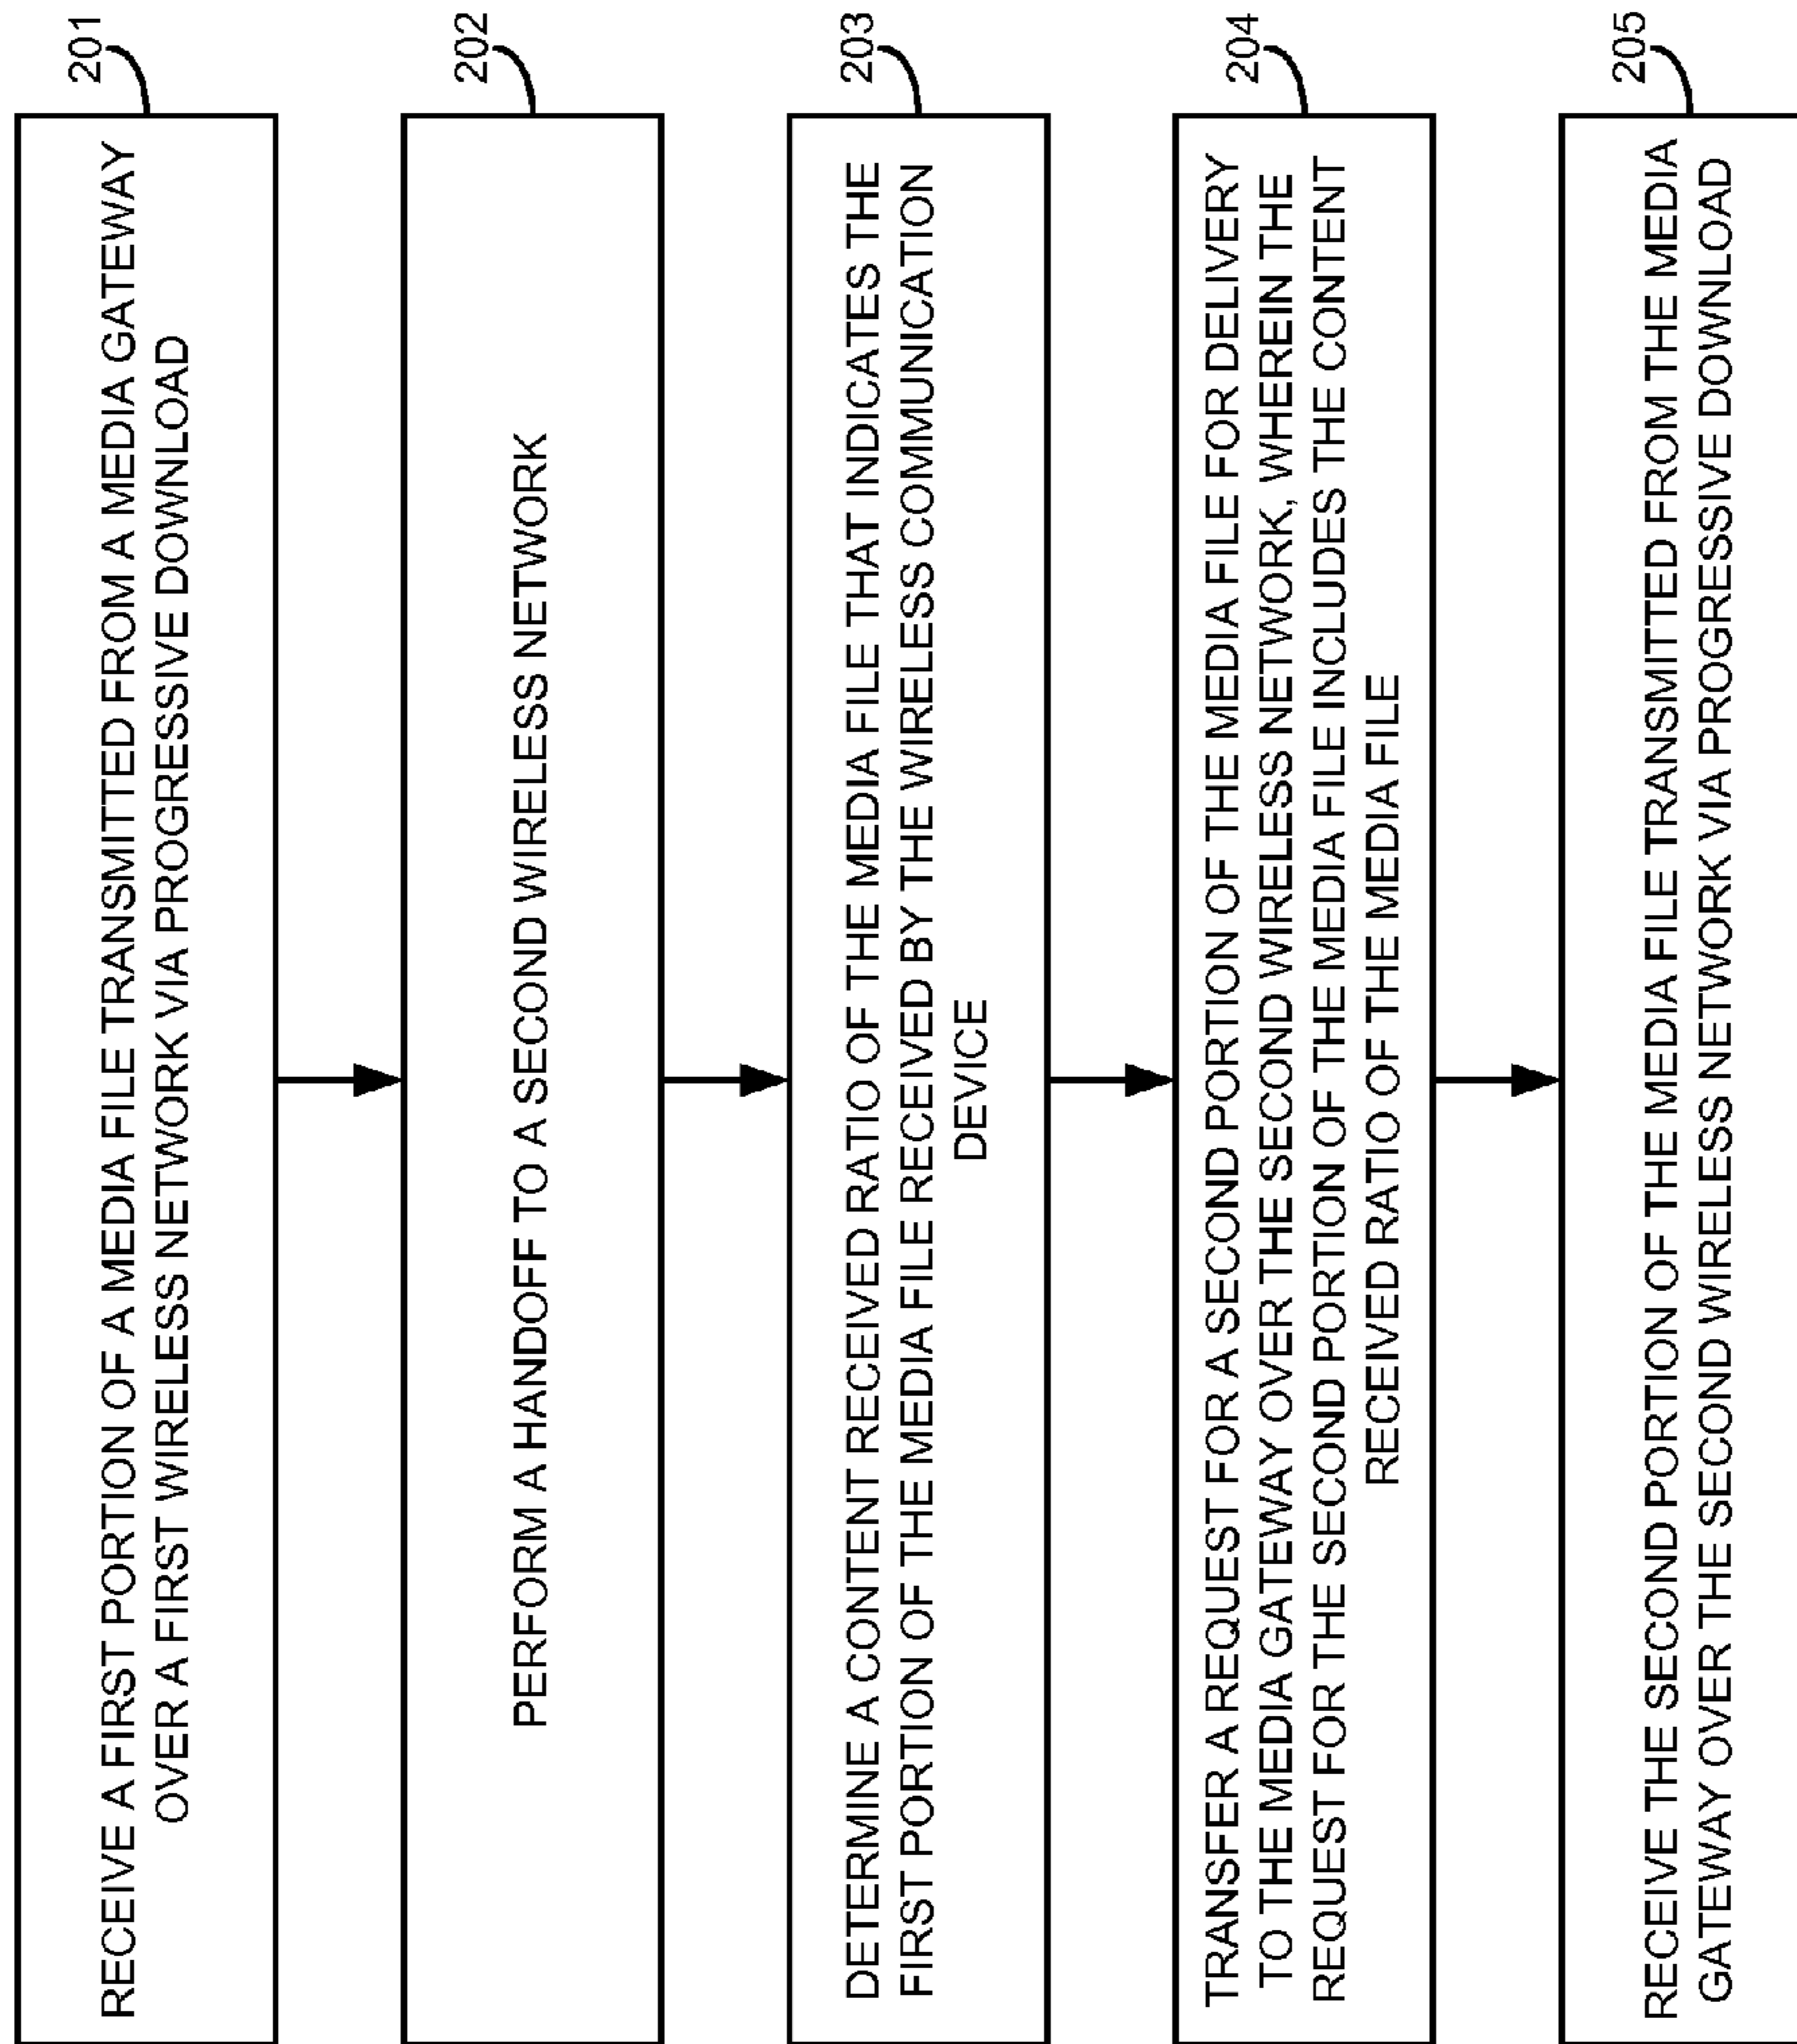 201
RECEIVE A FIRST PORTION OF A MEDIA FILE TRANSMITTED FROM A MEDIA GATEWAY
OVER A FIRST WIRELESS NETWORK VIA PROGRESSIVE DOWNLOAD
202
PERFORM A HANDOFF TO A SECOND WIRELESS NETWORK
203
DETERMINE A CONTENT RECEIVED RATIO OF THE MEDIA FILE THAT INDICATES THE
FIRST PORTION OF THE MEDIA FILE RECEIVED BY THE WIRELESS COMMUNICATION
DEVICE
204
TRANSFER A REQUEST FOR A SECOND PORTION OF THE MEDIA FILE FOR DELIVERY
TO THE MEDIA GATEWAY OVER THE SECOND WIRELESS NETWORK, WHEREIN THE
REQUEST FOR THE SECOND PORTION OF THE MEDIA FILE INCLUDES THE CONTENT
RECEIVED RATIO OF THE MEDIA FILE
205
RECEIVE THE SECOND PORTION OF THE MEDIA FILE TRANSMITTED FROM THE MEDIA
GATEWAY OVER THE SECOND WIRELESS NETWORK VIA PROGRESSIVE DOWNLOAD